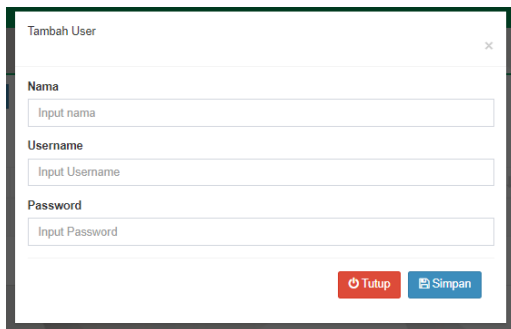 Tambah User
×
Nama
Input nama
Username
Input Username
Password
Input Password
Tutup Simpan